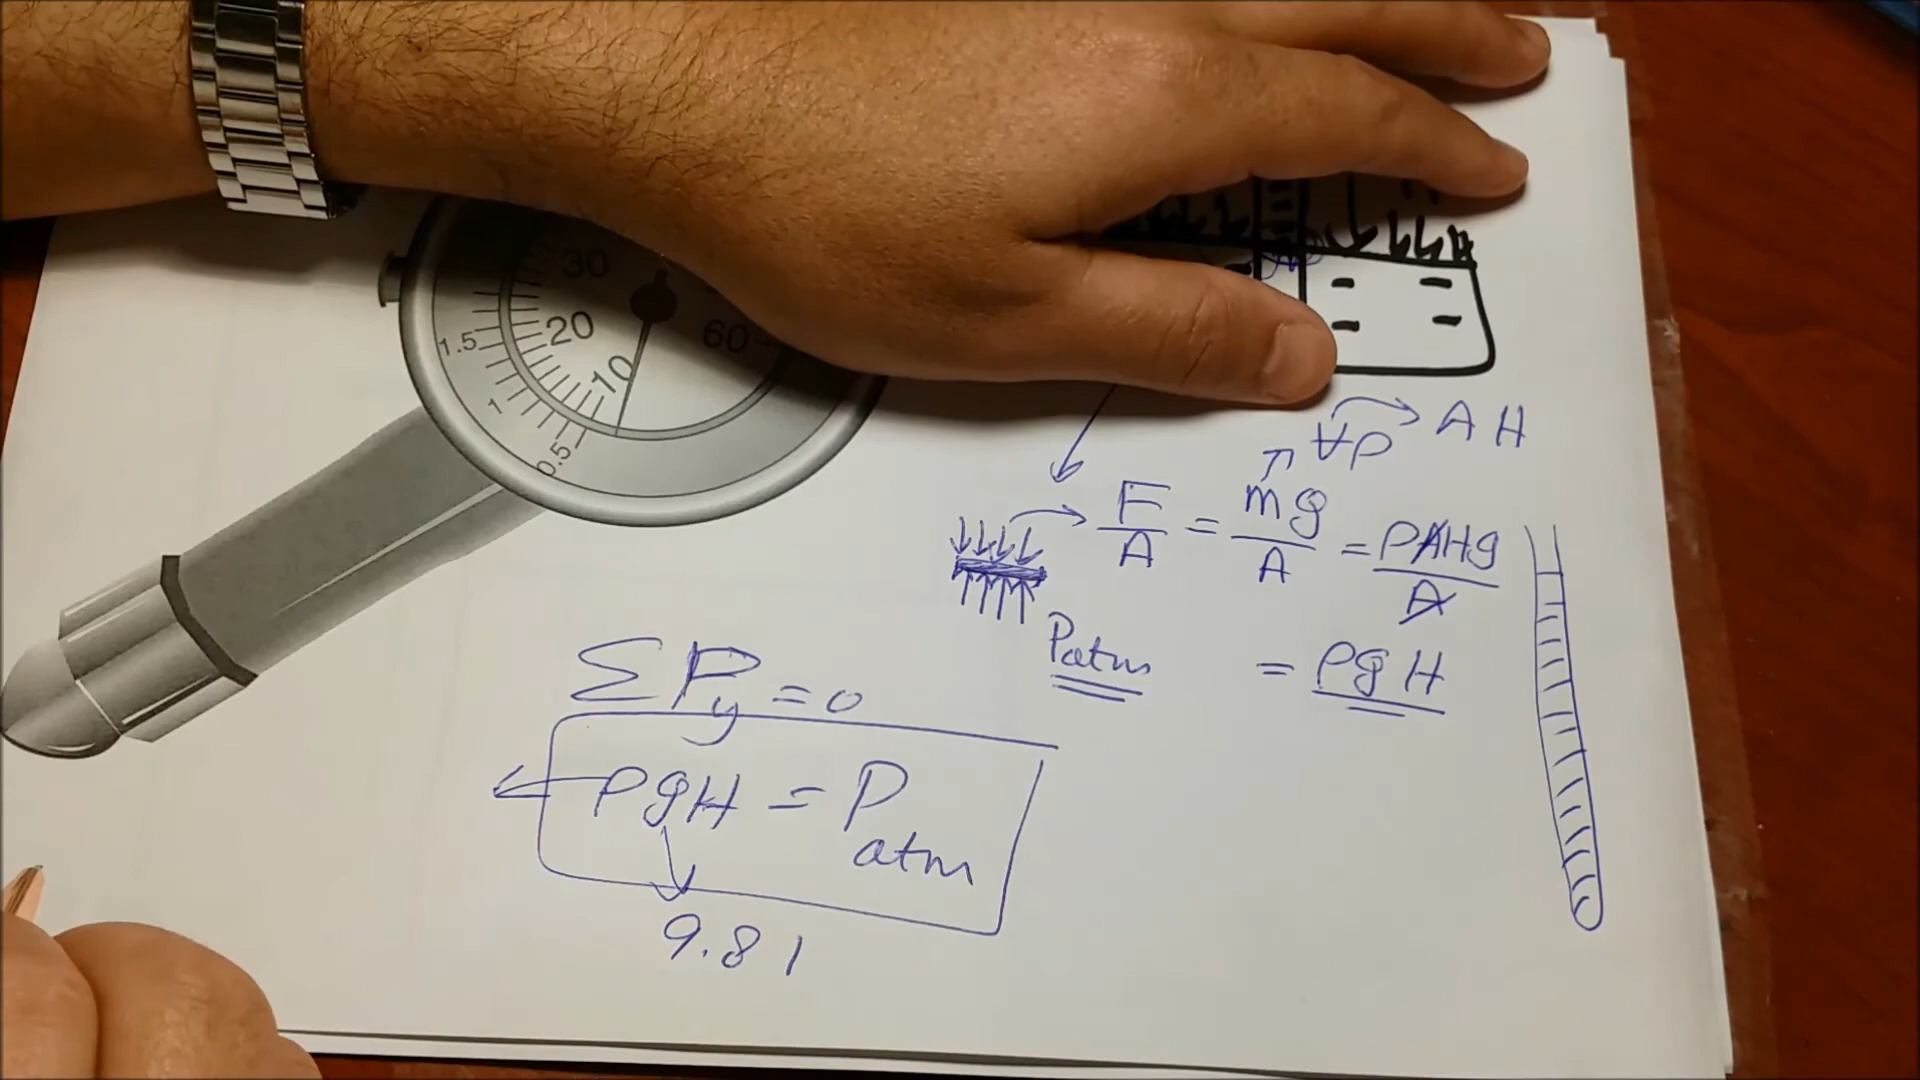 30
20
10
60
1.5
1
0.5
Vρ → A H
F/A = mg/A = ρAHg/A
Patm = ρgH
ΣPy = 0
ρgH = Patm
9.81